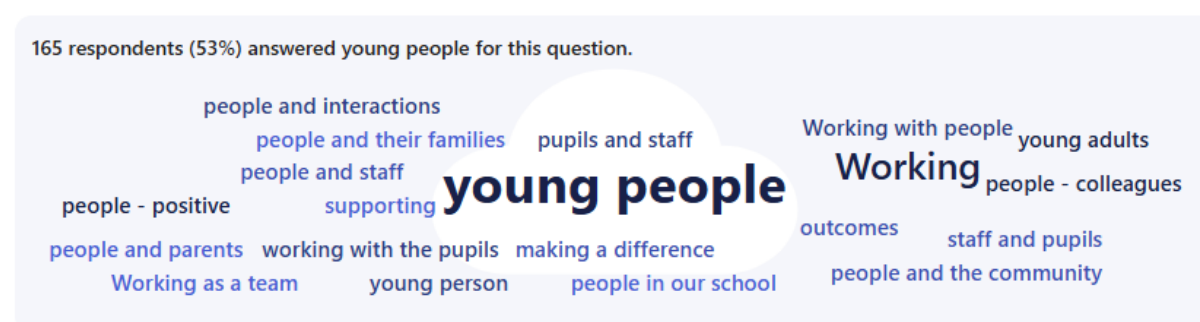 165 respondents (53%) answered young people for this question.
people and interactions
people and their families
pupils and staff
Working with people
young adults
people and staff
young people
Working
people - colleagues
people - positive
supporting
outcomes
staff and pupils
people and parents
working with the pupils
making a difference
people and the community
Working as a team
young person
people in our school